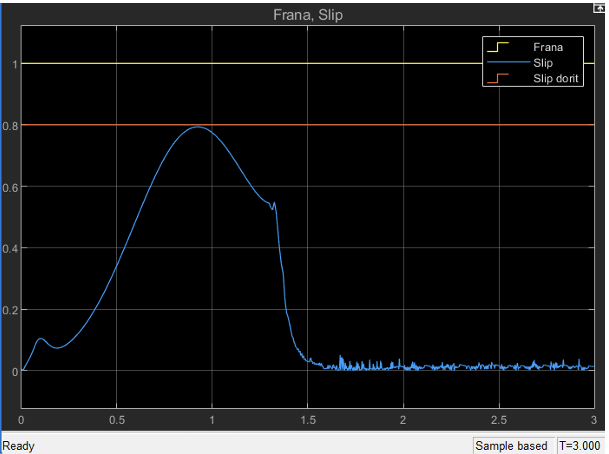 Frana, Slip
Frana
Slip
Slip dorit
1
0.8
0.6
0.4
0.2
0
0 0.5 1 1.5 2 2.5 3
Ready Sample based T=3.000